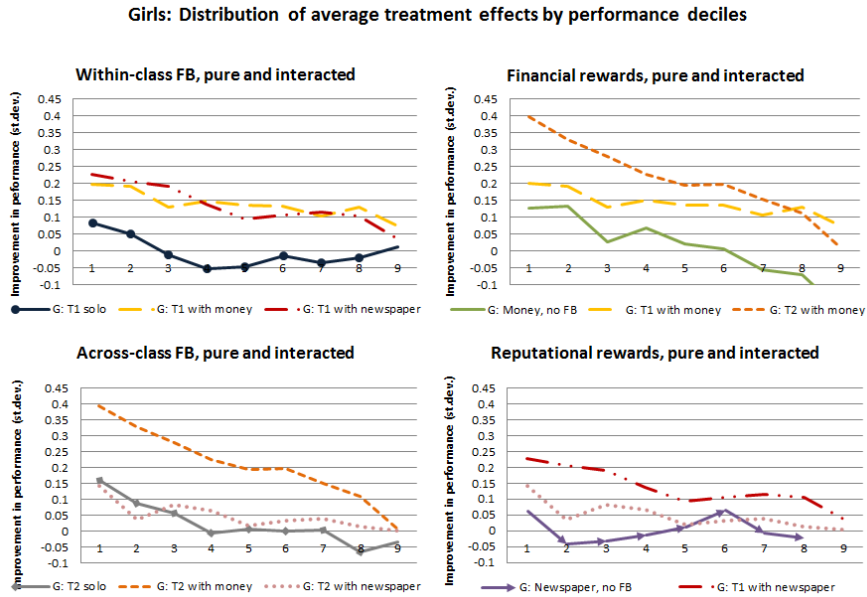 Girls: Distribution of average treatment effects by performance deciles
Within-class FB, pure and interacted
Improvement in peformance (st.dev.)
0.45
0.4
0.35
0.3
0.25
0.2
0.15
0.1
0.05
0
-0.05
-0.1
1 2 3 4 5 6 7 8 9
G: T1 solo G: T1 with money G: T1 with newspaper
Financial rewards, pure and interacted
Improvement in performance (st.dev.)
0.45
0.4
0.35
0.3
0.25
0.2
0.15
0.1
0.05
0
-0.05
-0.1
1 2 3 4 5 6 7 8 9
G: Money, no FB G: T1 with money G: T2 with money
Across-class FB, pure and interacted
Improvement in performance (st.dev.)
0.45
0.4
0.35
0.3
0.25
0.2
0.15
0.1
0.05
0
-0.05
-0.1
1 2 3 4 5 6 7 8 9
G: T2 solo G: T2 with money G: T2 with newspaper
Reputational rewards, pure and interacted
Improvement in performance (st.dev.)
0.45
0.4
0.35
0.3
0.25
0.2
0.15
0.1
0.05
0
-0.05
-0.1
1 2 3 4 5 6 7 8 9
G: Newspaper, no FB G: T1 with newspaper